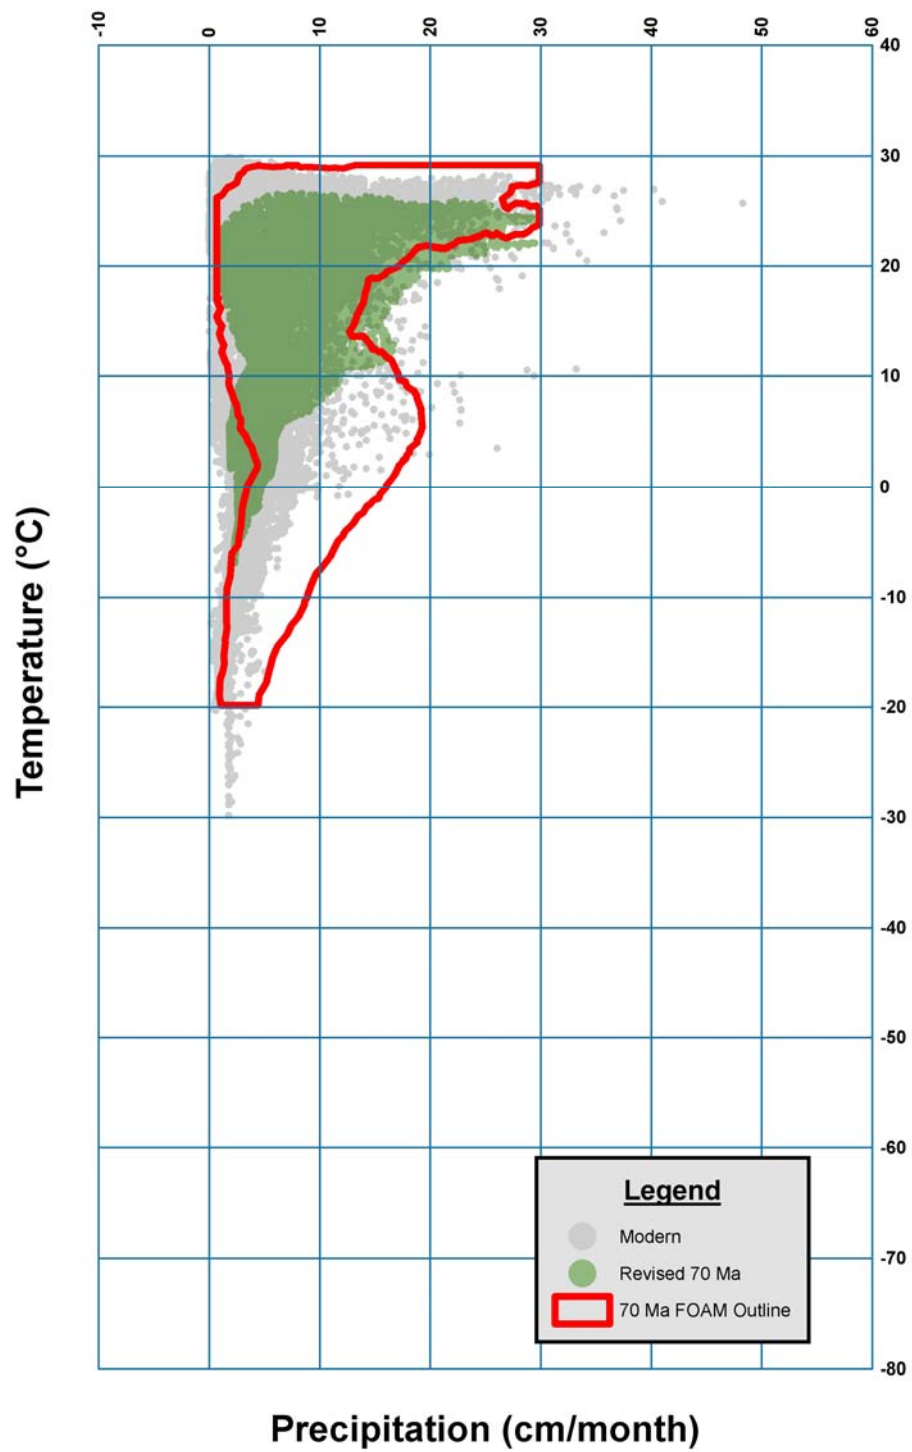 -10 0 10 20 30 40 50 60
40
30
20
10
0
-10
-20
-30
-40
-50
-60
-70
-80
Temperature (°C)
Legend
Modern
Revised 70 Ma
70 Ma FOAM Outline
Precipitation (cm/month)